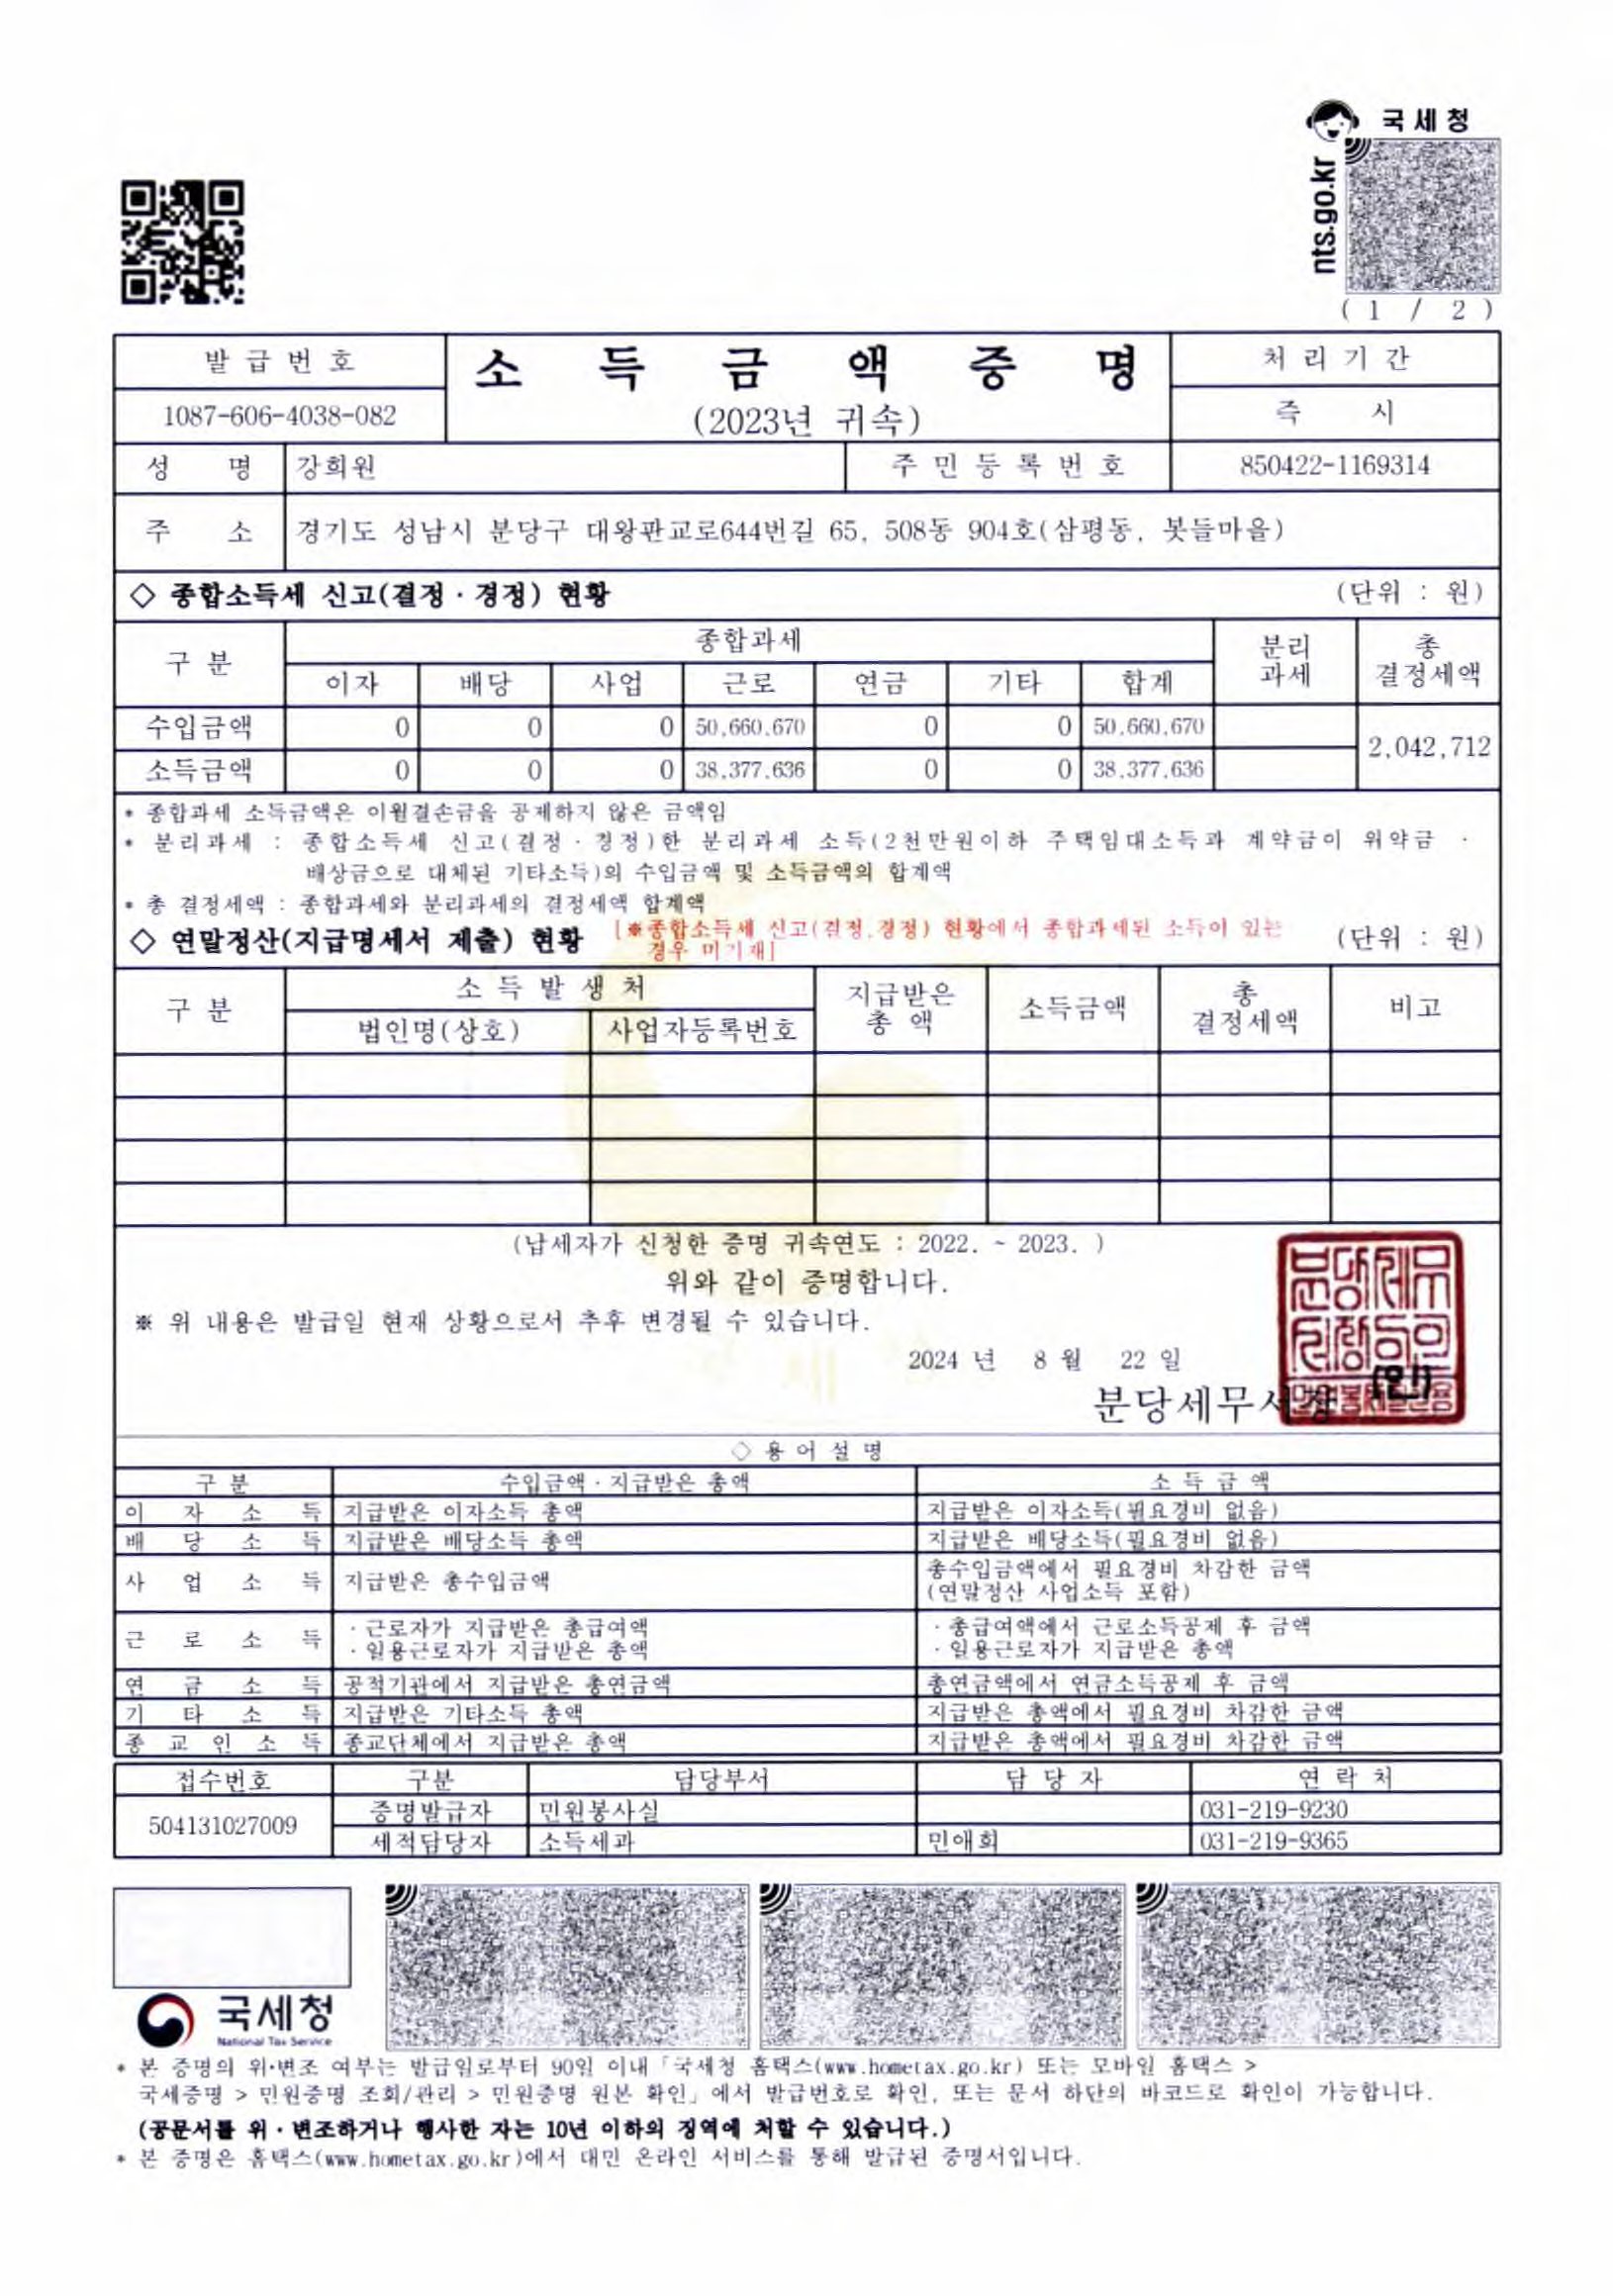 국세청
nts.go.kr
( 1 / 2 )
발 급 번 호
소 득 금 액 증 명
처 리 기 간
1087-606-4038-082
(2023년 귀속)
즉 시
성 명 강희원 주 민 등 록 번 호 850422-1169314
주 소 경기도 성남시 분당구 대왕판교로644번길 65, 508동 904호(삼평동, 봇들마을)
◇ 종합소득세 신고(결정 · 경정) 현황 (단위 : 원)
구 분 종합과세 분리과세 총결정세액
이자 배당 사업 근로 연금 기타 합계
수입금액 0 0 0 50,660,670 0 0 50,660,670
2,042,712
소득금액 0 0 0 38,377,636 0 0 38,377,636
* 종합과세 소득금액은 이월결손금을 공제하지 않은 금액임
* 분리과세 : 종합소득세 신고(결정 · 경정)한 분리과세 소득(2천만원이하 주택임대소득과 계약금이 위약금 ·
배상금으로 대체된 기타소득)의 수입금액 및 소득금액의 합계액
* 총 결정세액 : 종합과세와 분리과세의 결정세액 합계액
◇ 연말정산(지급명세서 제출) 현황 [※종합소득세 신고(결정.경정) 현황에서 종합과세된 소득이 있는
경우 미기재] (단위 : 원)
구 분 소 득 발 생 처 지급받은 총 액 소득금액 총 결정세액 비고
법인명(상호) 사업자등록번호
(납세자가 신청한 증명 귀속연도 : 2022. ~ 2023. )
위와 같이 증명합니다.
※ 위 내용은 발급일 현재 상황으로서 추후 변경될 수 있습니다.
2024 년 8 월 22 일
분당세무서장 (인)
◇ 용 어 설 명
구 분 수입금액 · 지급받은 총액 소 득 금 액
이 자 소 득 지급받은 이자소득 총액 지급받은 이자소득(필요경비 없음)
배 당 소 득 지급받은 배당소득 총액 지급받은 배당소득(필요경비 없음)
사 업 소 득 지급받은 총수입금액 총수입금액에서 필요경비 차감한 금액
(연말정산 사업소득 포함)
근 로 소 득 · 근로자가 지급받은 총급여액 · 총급여액에서 근로소득공제 후 금액
· 일용근로자가 지급받은 총액 · 일용근로자가 지급받은 총액
연 금 소 득 공적기관에서 지급받은 총연금액 총연금액에서 연금소득공제 후 금액
기 타 소 득 지급받은 기타소득 총액 지급받은 총액에서 필요경비 차감한 금액
종 교 인 소 득 종교단체에서 지급받은 총액 지급받은 총액에서 필요경비 차감한 금액
접수번호 구분 담당부서 담 당 자 연 락 처
504131027009
증명발급자 민원봉사실 031-219-9230
세적담당자 소득세과 민애희 031-219-9365
국세청
National Tax Service
* 본 증명의 위·변조 여부는 발급일로부터 90일 이내「국세청 홈택스(www.hometax.go.kr) 또는 모바일 홈택스 >
국세증명 > 민원증명 조회/관리 > 민원증명 원본 확인」에서 발급번호로 확인, 또는 문서 하단의 바코드로 확인이 가능합니다.
(공문서를 위 · 변조하거나 행사한 자는 10년 이하의 징역에 처할 수 있습니다.)
* 본 증명은 홈택스(www.hometax.go.kr)에서 대민 온라인 서비스를 통해 발급된 증명서입니다.